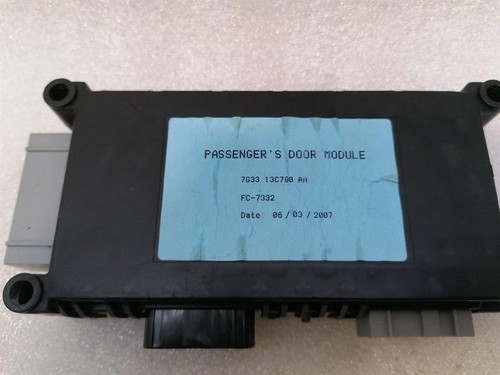 PASSENGER'S DOOR MODULE
7G33 13C790 AA
FC-7332
Date: 06/03/2007